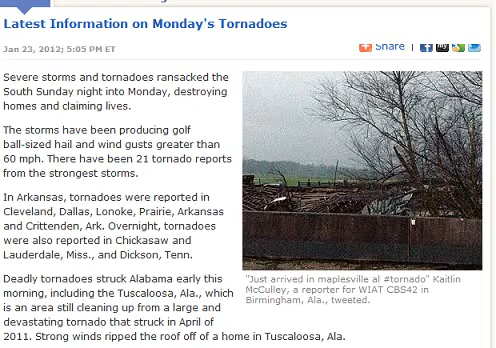 Latest Information on Monday's Tornadoes
Jan 23, 2012; 5:05 PM ET
Share |
Severe storms and tornadoes ransacked the
South Sunday night into Monday, destroying
homes and claiming lives.
The storms have been producing golf
ball-sized hail and wind gusts greater than
60 mph. There have been 21 tornado reports
from the strongest storms.
In Arkansas, tornadoes were reported in
Cleveland, Dallas, Lonoke, Prairie, Arkansas
and Crittenden, Ark. Overnight, tornadoes
were also reported in Chickasaw and
Lauderdale, Miss., and Dickson, Tenn.
Deadly tornadoes struck Alabama early this
morning, including the Tuscaloosa, Ala., which
is an area still cleaning up from a large and
devastating tornado that struck in April of
2011. Strong winds ripped the roof off of a home in Tuscaloosa, Ala.
"Just arrived in maplesville al #tornado" Kaitlin
McCulley, a reporter for WIAT CBS42 in
Birmingham, Ala., tweeted.